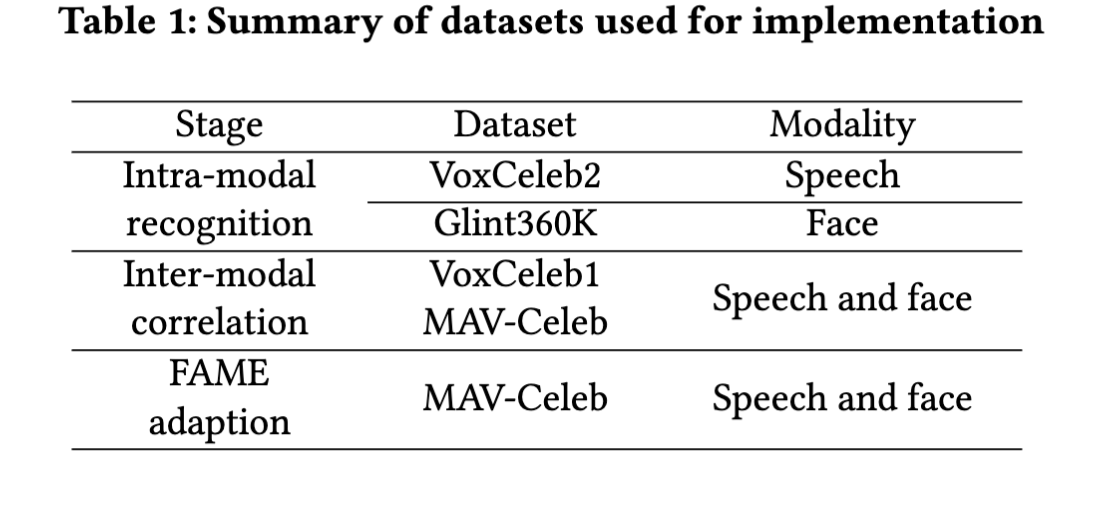 Table 1: Summary of datasets used for implementation
Stage Dataset Modality
Intra-modal VoxCeleb2 Speech
recognition Glint360K Face
Inter-modal VoxCeleb1
correlation MAV-Celeb Speech and face
FAME
adaption MAV-Celeb Speech and face